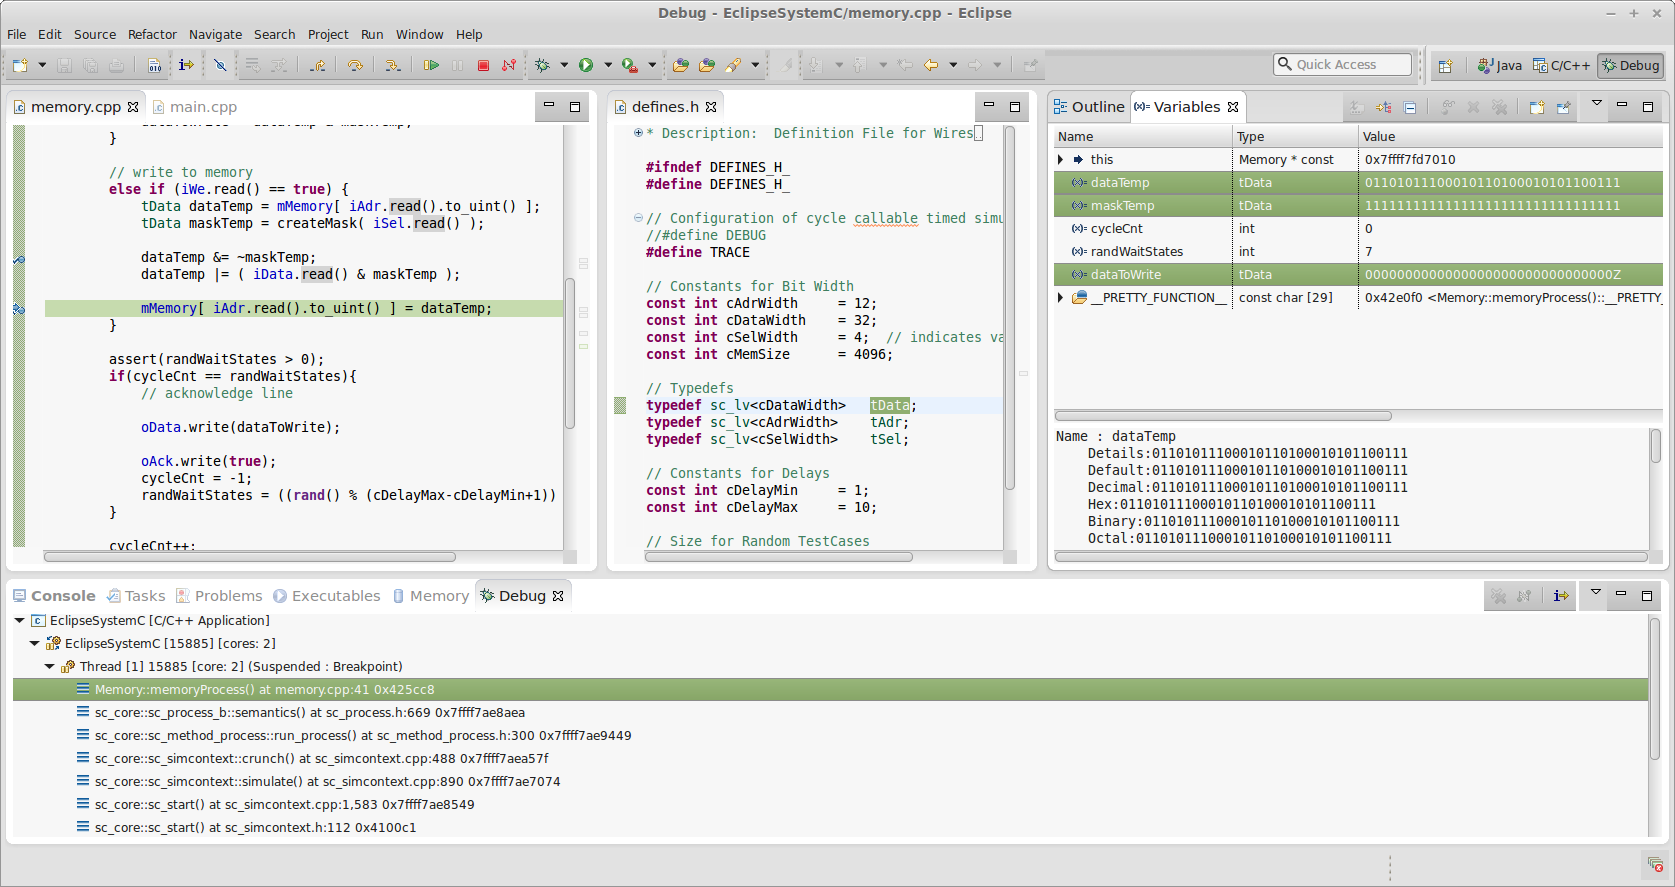 Debug - EclipseSystemC/memory.cpp - Eclipse
File Edit Source Refactor Navigate Search Project Run Window Help
Quick Access
Java
C/C++
Debug
memory.cpp
main.cpp
}
// write to memory
else if (iWe.read() == true) {
tData dataTemp = mMemory[ iAdr.read().to_uint() ];
tData maskTemp = createMask( iSel.read() );
dataTemp &= ~maskTemp;
dataTemp |= ( iData.read() & maskTemp );
mMemory[ iAdr.read().to_uint() ] = dataTemp;
}
assert(randWaitStates > 0);
if(cycleCnt == randWaitStates){
// acknowledge line
oData.write(dataToWrite);
oAck.write(true);
cycleCnt = -1;
randWaitStates = ((rand() % (cDelayMax-cDelayMin+1))
}
cycleCnt++;
defines.h
* Description:  Definition File for Wires
#ifndef DEFINES_H_
#define DEFINES_H_
// Configuration of cycle callable timed simu
//#define DEBUG
#define TRACE
// Constants for Bit Width
const int cAdrWidth     = 12;
const int cDataWidth    = 32;
const int cSelWidth     = 4;  // indicates va
const int cMemSize      = 4096;
// Typedefs
typedef sc_lv<cDataWidth>   tData;
typedef sc_lv<cAdrWidth>    tAdr;
typedef sc_lv<cSelWidth>    tSel;
// Constants for Delays
const int cDelayMin     = 1;
const int cDelayMax     = 10;
// Size for Random TestCases
Outline
Variables
Name Type Value
this Memory * const 0x7ffff7fd7010
dataTemp tData 01101011100010110100010101100111
maskTemp tData 11111111111111111111111111111111
cycleCnt int 0
randWaitStates int 7
dataToWrite tData 0000000000000000000000000000000Z
__PRETTY_FUNCTION__ const char [29] 0x42e0f0 <Memory::memoryProcess()::__PRETTY_
Name : dataTemp
Details:01101011100010110100010101100111
Default:01101011100010110100010101100111
Decimal:01101011100010110100010101100111
Hex:01101011100010110100010101100111
Binary:01101011100010110100010101100111
Octal:01101011100010110100010101100111
Console
Tasks
Problems
Executables
Memory
Debug
EclipseSystemC [C/C++ Application]
EclipseSystemC [15885] [cores: 2]
Thread [1] 15885 [core: 2] (Suspended : Breakpoint)
Memory::memoryProcess() at memory.cpp:41 0x425cc8
sc_core::sc_process_b::semantics() at sc_process.h:669 0x7ffff7ae8aea
sc_core::sc_method_process::run_process() at sc_method_process.h:300 0x7ffff7ae9449
sc_core::sc_simcontext::crunch() at sc_simcontext.cpp:488 0x7ffff7aea57f
sc_core::sc_simcontext::simulate() at sc_simcontext.cpp:890 0x7ffff7ae7074
sc_core::sc_start() at sc_simcontext.cpp:1,583 0x7ffff7ae8549
sc_core::sc_start() at sc_simcontext.h:112 0x4100c1